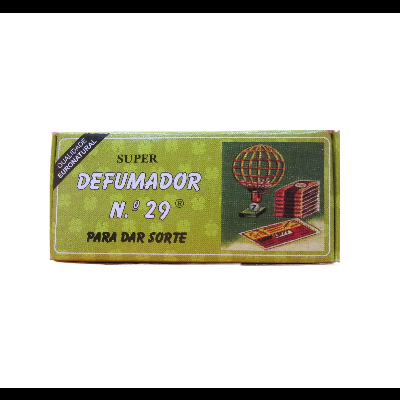 QUALIDADE
EURONATURAL
SUPER
DEFUMADOR
N.º 29®
PARA DAR SORTE